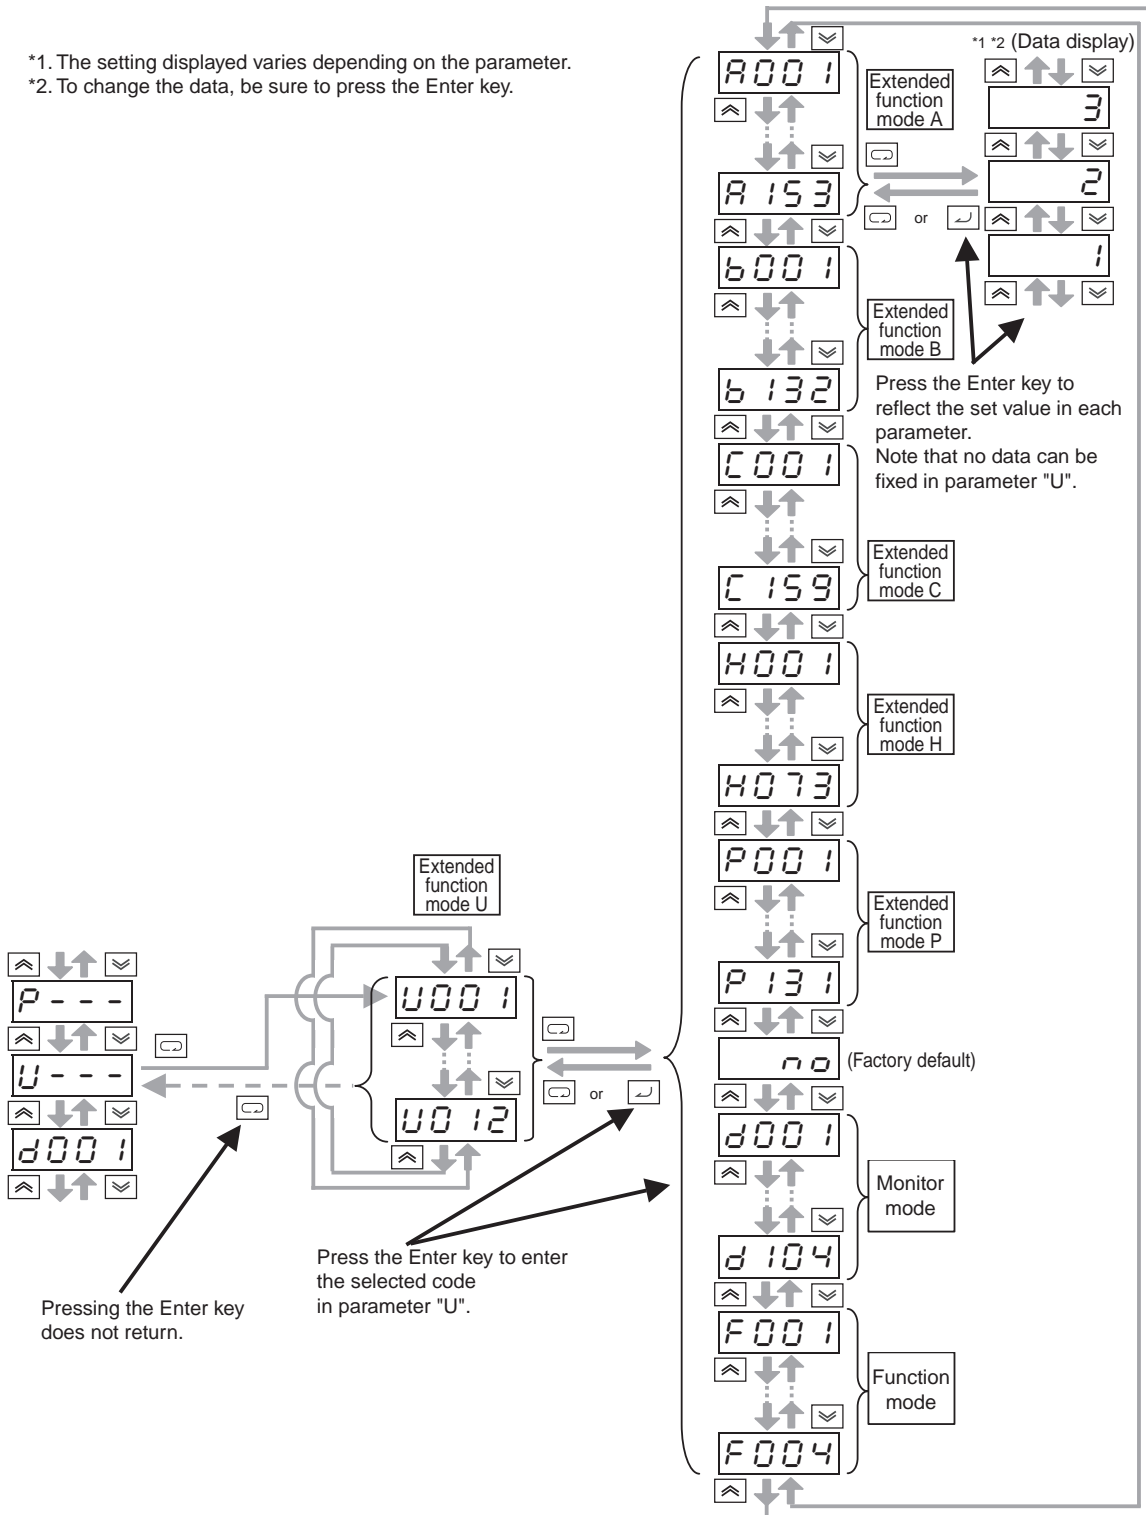 *1. The setting displayed varies depending on the parameter.
*2. To change the data, be sure to press the Enter key.
*1 *2 (Data display)
A001
Extended
function
mode A
3
A153
2
or
1
b001
Extended
function
mode B
b132
Press the Enter key to
reflect the set value in each
parameter.
Note that no data can be
fixed in parameter "U".
C001
Extended
function
mode C
C159
H001
Extended
function
mode H
H073
P001
Extended
function
mode P
P131
no
(Factory default)
d001
Monitor
mode
d104
F001
Function
mode
F004
Extended
function
mode U
P---
U---
d001
U001
U012
or
Pressing the Enter key
does not return.
Press the Enter key to enter
the selected code
in parameter "U".